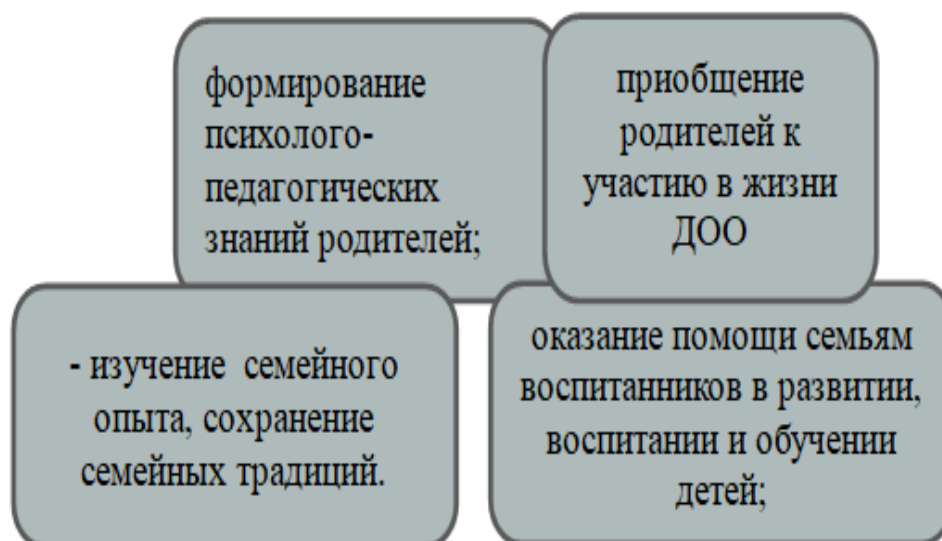 формирование
психолого-
педагогических
знаний родителей;
приобщение
родителей к
участию в жизни
ДОО
- изучение  семейного
опыта, сохранение
семейных традиций.
оказание помощи семьям
воспитанников в развитии,
воспитании и обучении
детей;